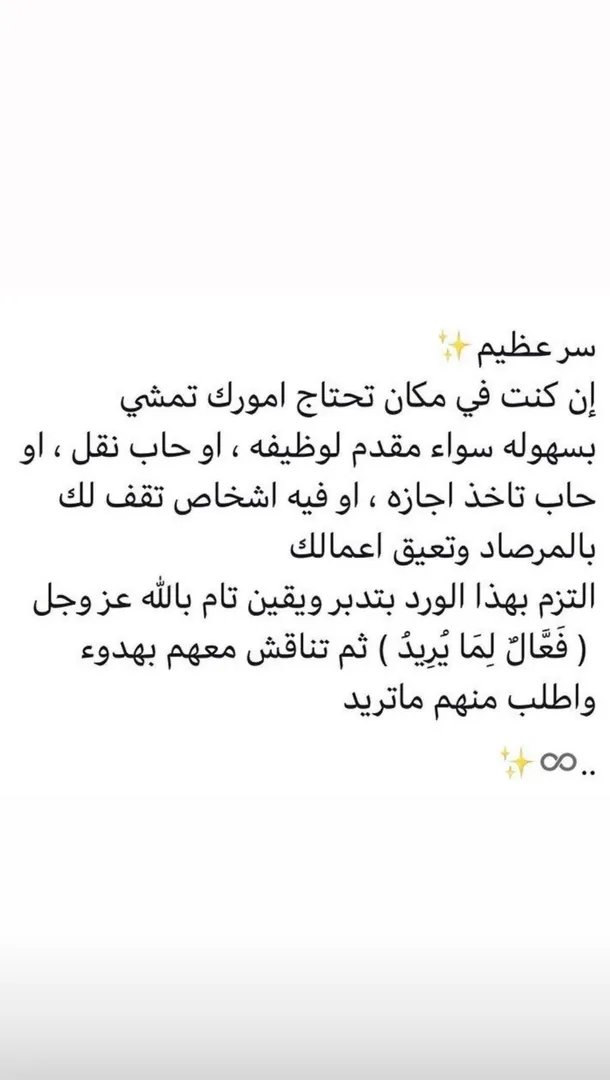 سر عظيم ✨
إن كنت في مكان تحتاج امورك تمشي
بسهوله سواء مقدم لوظيفه ، او حاب نقل ، او
حاب تاخذ اجازه ، او فيه اشخاص تقف لك
بالمرصاد وتعيق اعمالك
التزم بهذا الورد بتدبر ويقين تام بالله عز وجل
( فَعَّالٌ لِمَا يُرِيدُ ) ثم تناقش معهم بهدوء
واطلب منهم ماتريد
..∞✨